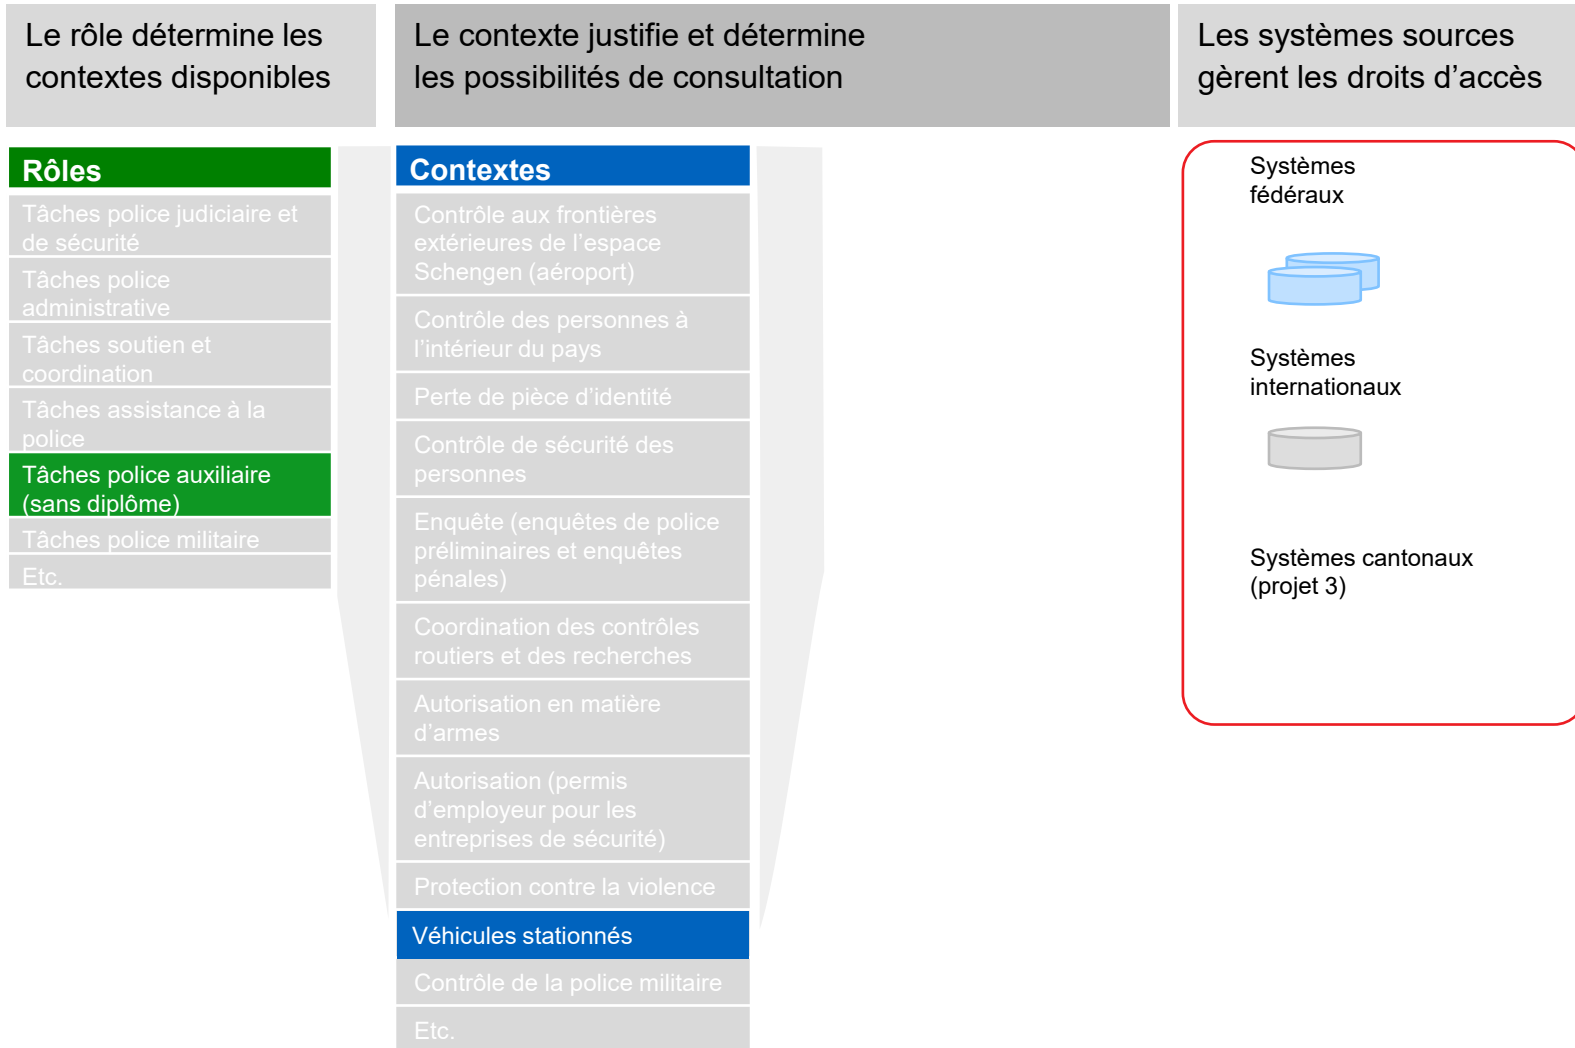 Le rôle détermine les
contextes disponibles
Le contexte justifie et détermine
les possibilités de consultation
Les systèmes sources
gèrent les droits d’accès
Rôles
Tâches police judiciaire et
de sécurité
Tâches police
administrative
Tâches soutien et
coordination
Tâches assistance à la
police
Tâches police auxiliaire
(sans diplôme)
Tâches police militaire
Etc.
Contextes
Contrôle aux frontières
extérieures de l’espace
Schengen (aéroport)
Contrôle des personnes à
l’intérieur du pays
Perte de pièce d’identité
Contrôle de sécurité des
personnes
Enquête (enquêtes de police
préliminaires et enquêtes
pénales)
Coordination des contrôles
routiers et des recherches
Autorisation en matière
d’armes
Autorisation (permis
d’employeur pour les
entreprises de sécurité)
Protection contre la violence
Véhicules stationnés
Contrôle de la police militaire
Etc.
Systèmes
fédéraux
Systèmes
internationaux
Systèmes cantonaux
(projet 3)